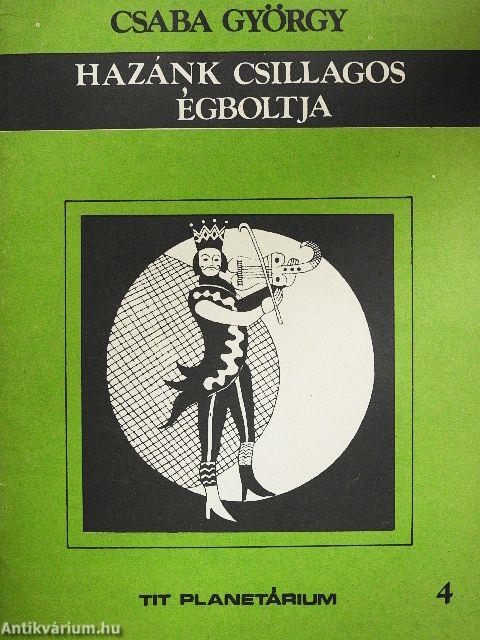 CSABA GYÖRGY
HAZÁNK CSILLAGOS
ÉGBOLTJA
TIT PLANETÁRIUM
4
Antikvárium.hu